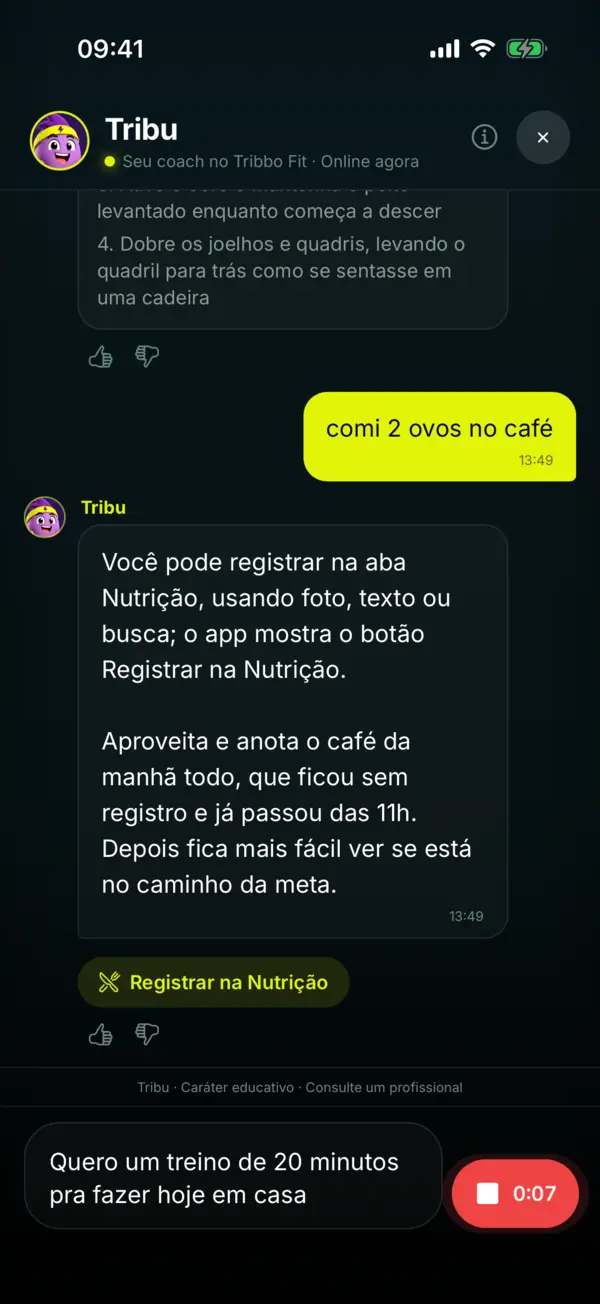 09:41
Tribu
Seu coach no Tribbo Fit · Online agora
levantado enquanto começa a descer
4. Dobre os joelhos e quadris, levando o
quadril para trás como se sentasse em
uma cadeira
comi 2 ovos no café
13:49
Tribu
Você pode registrar na aba
Nutrição, usando foto, texto ou
busca; o app mostra o botão
Registrar na Nutrição.
Aproveita e anota o café da
manhã todo, que ficou sem
registro e já passou das 11h.
Depois fica mais fácil ver se está
no caminho da meta.
13:49
Registrar na Nutrição
Tribu · Caráter educativo · Consulte um profissional
Quero um treino de 20 minutos
pra fazer hoje em casa
0:07